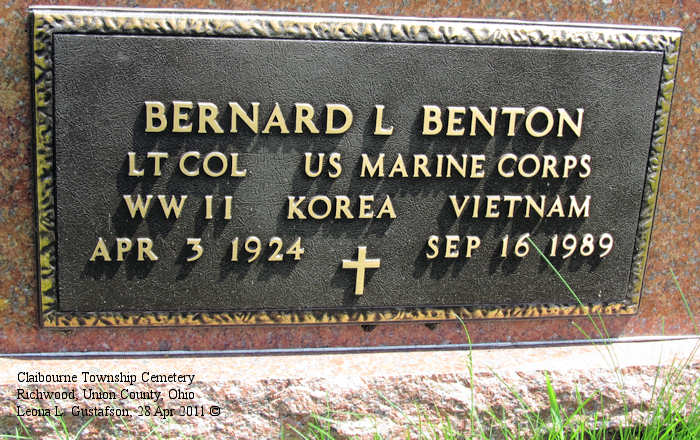 BERNARD L BENTON
LT COL US MARINE CORPS
WW II KOREA VIETNAM
APR 3 1924 SEP 16 1989
Claibourne Township Cemetery
Richwood, Union County, Ohio
Leona L. Gustafson, 28 Apr 2011 ©